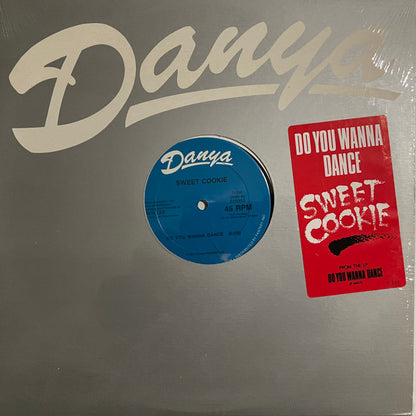 Danya
Danya
SWEET COOKIE
45 RPM
DO YOU WANNA DANCE
DO YOU WANNA
DANCE
SWEET
COOKIE
FROM THE LP
DO YOU WANNA DANCE